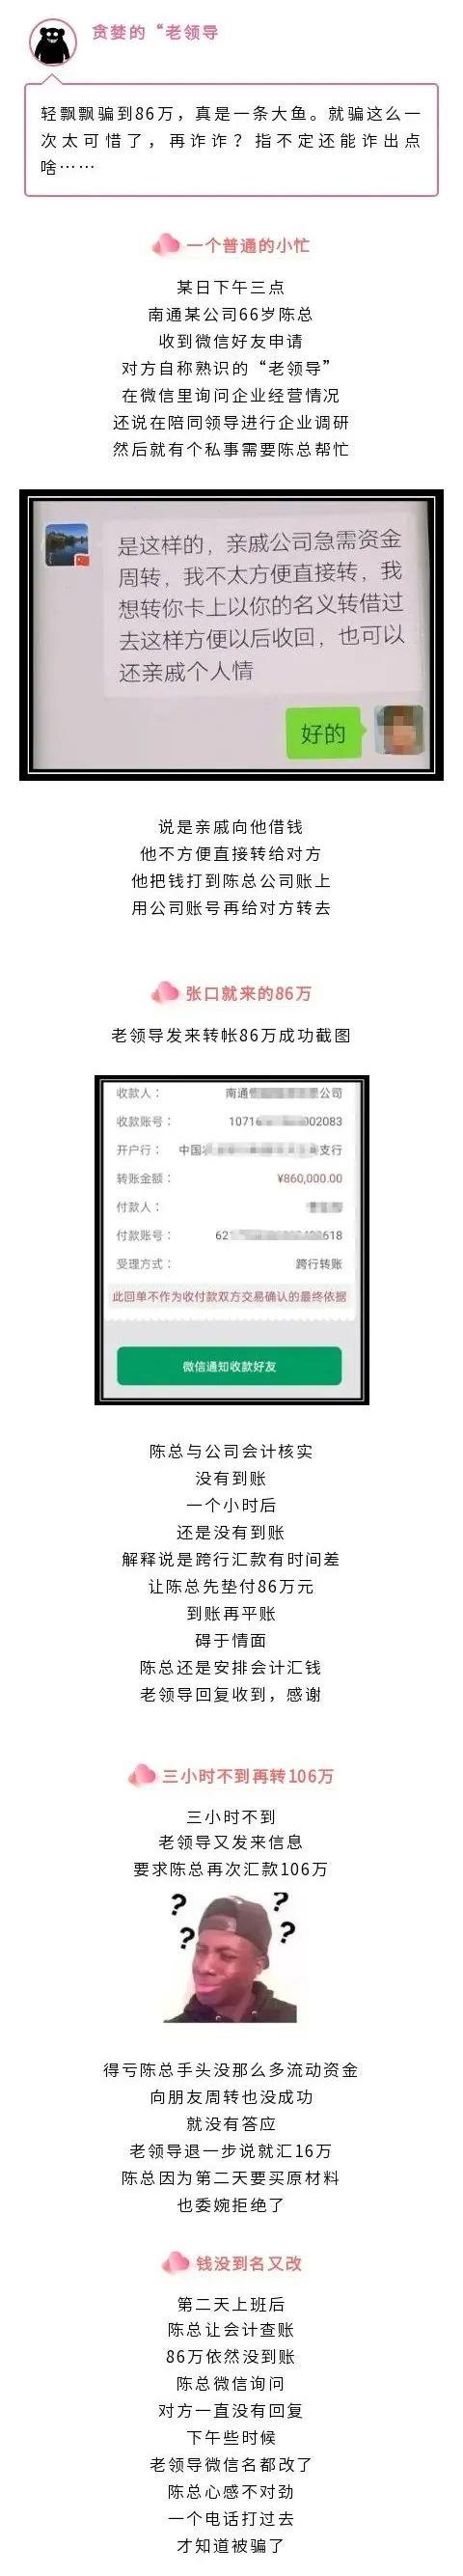 贪婪的“老领导
轻飘飘骗到86万，真是一条大鱼。就骗这么一
次太可惜了，再诈诈？指不定还能诈出点
啥……
一个普通的小忙
某日下午三点
南通某公司66岁陈总
收到微信好友申请
对方自称熟识的“老领导”
在微信里询问企业经营情况
还说在陪同领导进行企业调研
然后就有个私事需要陈总帮忙
是这样的，亲戚公司急需资金
周转，我不太方便直接转，我
想转你卡上以你的名义转借过
去这样方便以后收回，也可以
还亲戚个人情
好的
说是亲戚向他借钱
他不方便直接转给对方
他把钱打到陈总公司账上
用公司账号再给对方转去
张口就来的86万
老领导发来转帐86万成功截图
收款人： 南通 公司
收款账号： 1071 002083
开户行： 中国 支行
转账金额： ¥860,000.00
付款人：
付款账号： 62 618
受理方式： 跨行转账
此回单不作为收付款双方交易确认的最终依据
微信通知收款好友
陈总与公司会计核实
没有到账
一个小时后
还是没有到账
解释说是跨行汇款有时间差
让陈总先垫付86万元
到账再平账
碍于情面
陈总还是安排会计汇钱
老领导回复收到，感谢
三小时不到再转106万
三小时不到
老领导又发来信息
要求陈总再次汇款106万
? ?
? ?
得亏陈总手头没那么多流动资金
向朋友周转也没成功
就没有答应
老领导退一步说就汇16万
陈总因为第二天要买原材料
也委婉拒绝了
钱没到名又改
第二天上班后
陈总让会计查账
86万依然没到账
陈总微信询问
对方一直没有回复
下午些时候
老领导微信名都改了
陈总心感不对劲
一个电话打过去
才知道被骗了